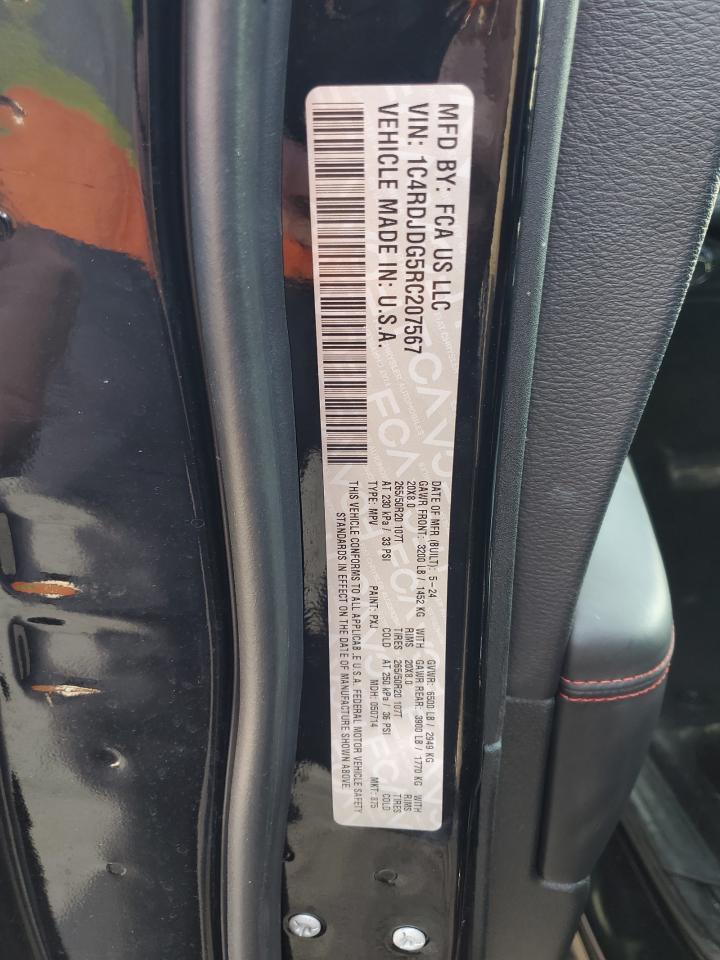 MFD BY: FCA US LLC
VIN: 1C4RDJDG5RC207567
VEHICLE MADE IN: U.S.A.
DATE OF MFR.(BUILT): 5-24 GVWR: 6500 LB / 2949 KG
GAWR FRONT: 3200 LB / 1452 KG WITH GAWR REAR: 3900 LB / 1770 KG WITH
20X8.0 RIMS 20X8.0 RIMS
265/50R20 107T TIRES 265/50R20 107T TIRES
AT 230 kPa / 33 PSI COLD AT 250 kPa / 36 PSI COLD
TYPE: MPV PAINT: PXJ MDH: 050714 MKT: 875
THIS VEHICLE CONFORMS TO ALL APPLICABLE U.S.A. FEDERAL MOTOR VEHICLE SAFETY
STANDARDS IN EFFECT ON THE DATE OF MANUFACTURE SHOWN ABOVE